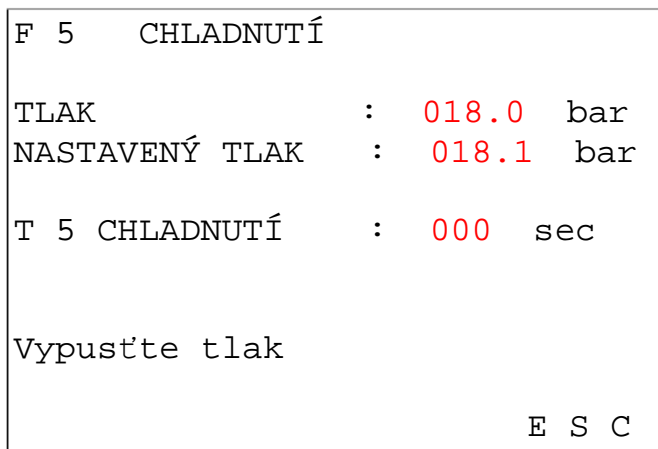 F 5 CHLADNUTÍ
TLAK : 018.0 bar
NASTAVENÝ TLAK : 018.1 bar
T 5 CHLADNUTÍ : 000 sec
Vypusťte tlak
E S C